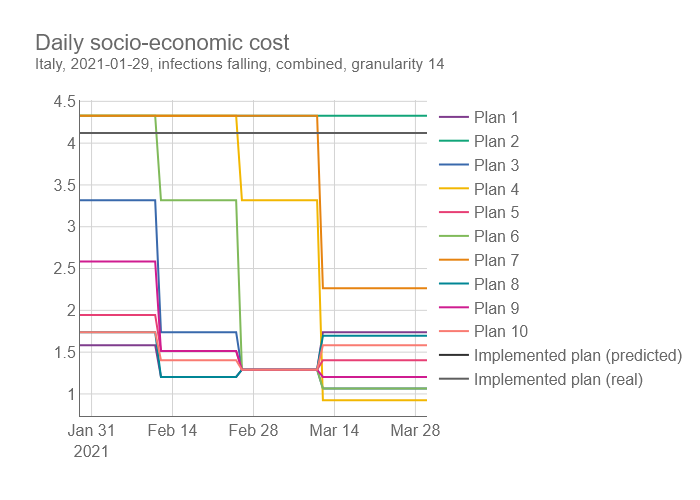 Daily socio-economic cost
Italy, 2021-01-29, infections falling, combined, granularity 14
4.5
4
3.5
3
2.5
2
1.5
1
Jan 31
2021
Feb 14
Feb 28
Mar 14
Mar 28
Plan 1
Plan 2
Plan 3
Plan 4
Plan 5
Plan 6
Plan 7
Plan 8
Plan 9
Plan 10
Implemented plan (predicted)
Implemented plan (real)